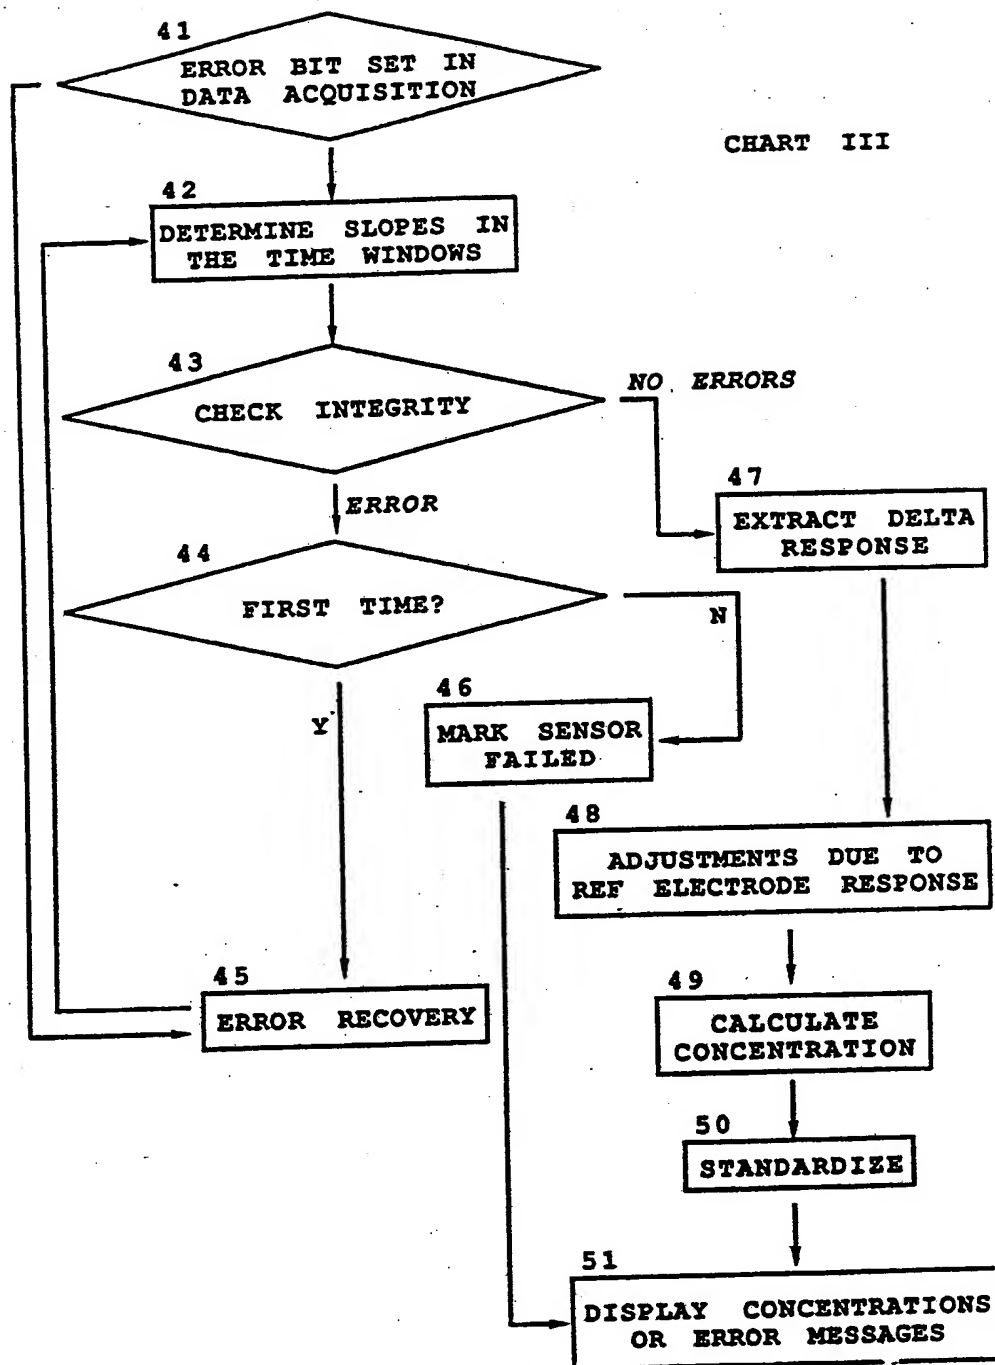 41
ERROR BIT SET IN
DATA ACQUISITION
CHART III
42
DETERMINE SLOPES IN
THE TIME WINDOWS
43
CHECK INTEGRITY
NO ERRORS
ERROR
47
EXTRACT DELTA
RESPONSE
44
FIRST TIME?
N
Y
46
MARK SENSOR
FAILED
48
ADJUSTMENTS DUE TO
REF ELECTRODE RESPONSE
45
ERROR RECOVERY
49
CALCULATE
CONCENTRATION
50
STANDARDIZE
51
DISPLAY CONCENTRATIONS
OR ERROR MESSAGES